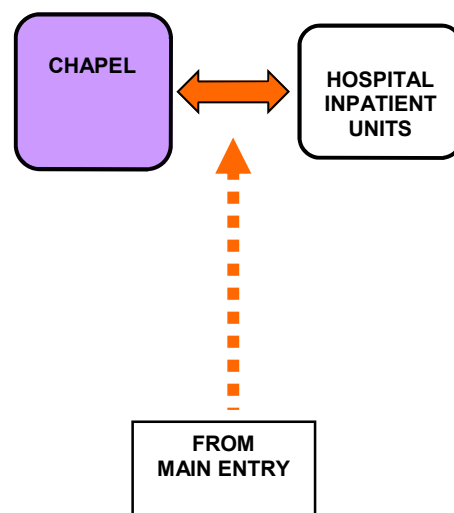 CHAPEL
HOSPITAL
INPATIENT
UNITS
FROM
MAIN ENTRY